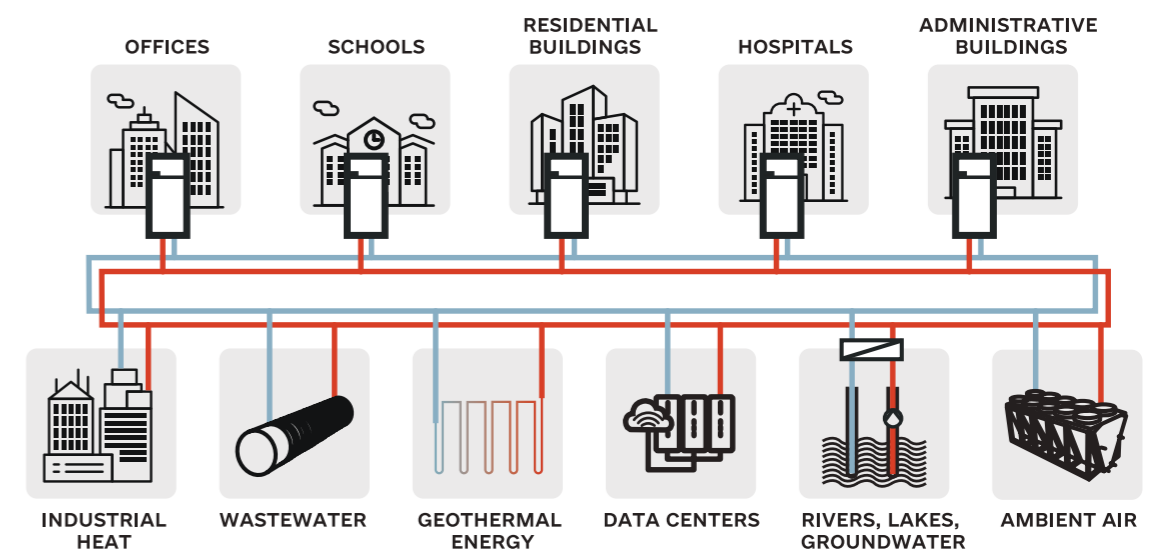 OFFICES
SCHOOLS
RESIDENTIAL
BUILDINGS
HOSPITALS
ADMINISTRATIVE
BUILDINGS
INDUSTRIAL
HEAT
WASTEWATER
GEOTHERMAL
ENERGY
DATA CENTERS
RIVERS, LAKES,
GROUNDWATER
AMBIENT AIR